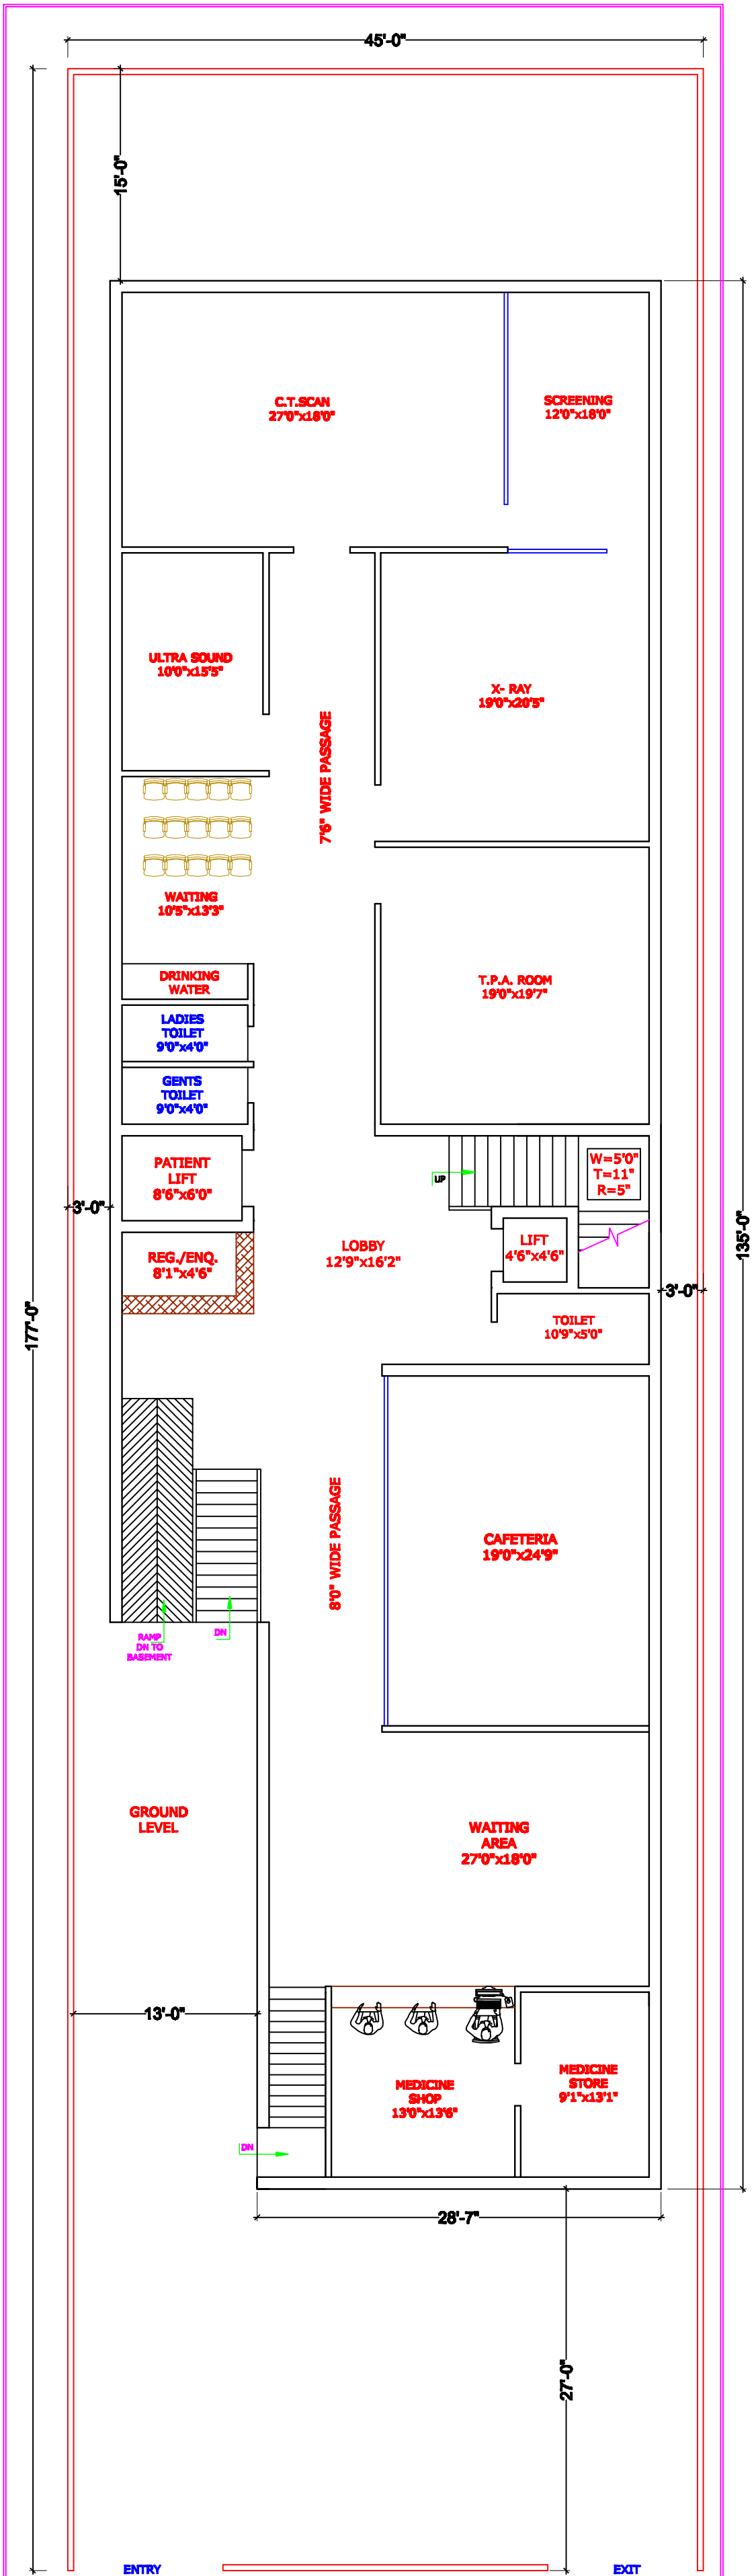 45'-0"
15'-0"
C.T.SCAN
27'0"x18'0"
SCREENING
12'0"x18'0"
ULTRA SOUND
10'0"x15'5"
X- RAY
19'0"x20'5"
7'6" WIDE PASSAGE
WAITING
10'5"x13'3"
DRINKING
WATER
T.P.A. ROOM
19'0"x19'7"
LADIES
TOILET
9'0"x4'0"
GENTS
TOILET
9'0"x4'0"
PATIENT
LIFT
8'6"x6'0"
UP
W=5'0"
T=11"
R=5"
3'-0"
135'-0"
REG./ENQ.
8'1"x4'6"
LOBBY
12'9"x16'2"
LIFT
4'6"x4'6"
3'-0"
177'-0"
TOILET
10'9"x5'0"
8'0" WIDE PASSAGE
CAFETERIA
19'0"x24'9"
RAMP
DN TO
BASEMENT
DN
GROUND
LEVEL
WAITING
AREA
27'0"x18'0"
13'-0"
MEDICINE
SHOP
13'0"x13'6"
MEDICINE
STORE
9'1"x13'1"
DN
28'-7"
27'-0"
ENTRY
EXIT